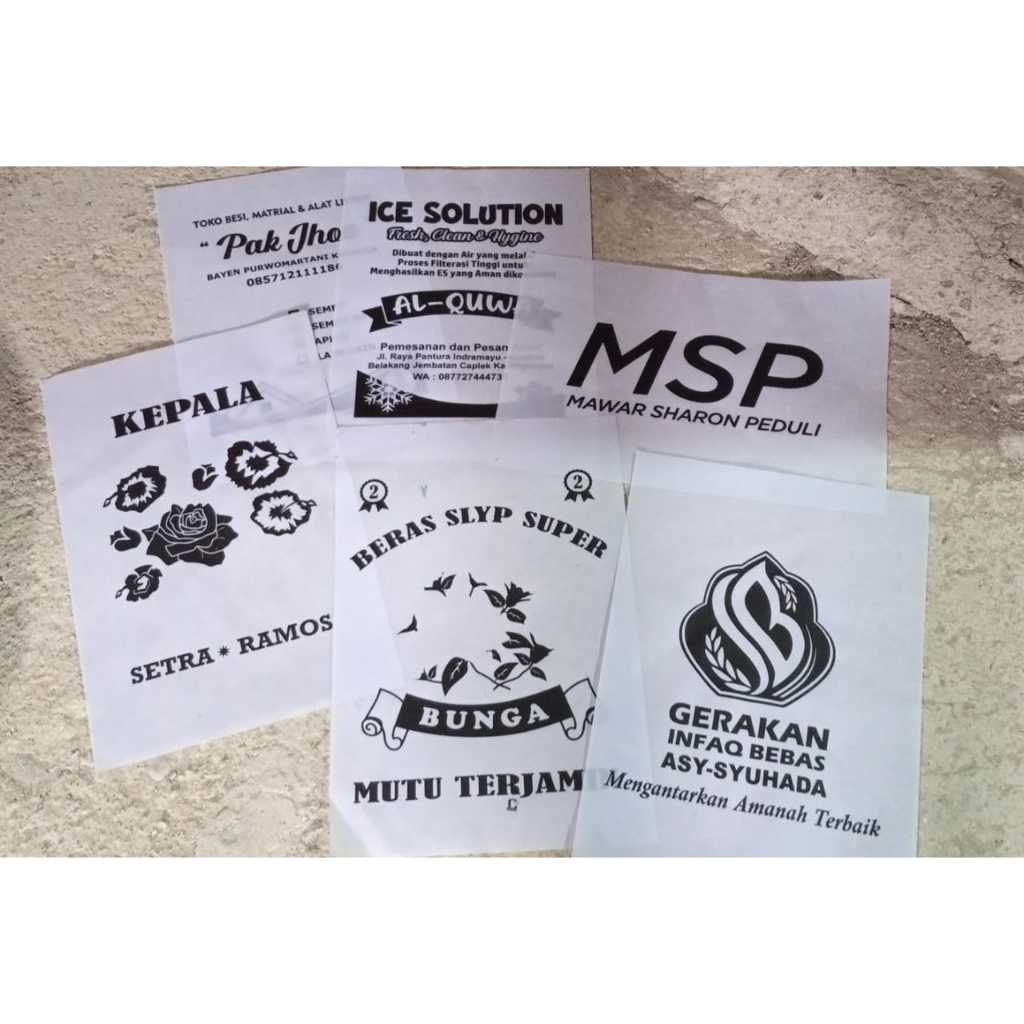 TOKO BESI, MATRIAL & ALAT
“ Pak Jho
BAYEN PURWOMARTANI
08571211118
ICE SOLUTION
Fresh, Clean & Hygine
Dibuat dengan Air yang
Proses Filterasi Tinggi
Menghasilkan ES yang Aman
AL-QUW
Pemesanan dan
Jl. Raya Pantura Indramayu -
Belakang Jembatan Caplek
WA : 08772744473
MSP
MAWAR SHARON PEDULI
KEPALA
SETRA * RAMOS
2
2
BERAS SLYP SUPER
BUNGA
MUTU TERJAM
SB
GERAKAN
INFAQ BEBAS
ASY-SYUHADA
Mengantarkan Amanah Terbaik